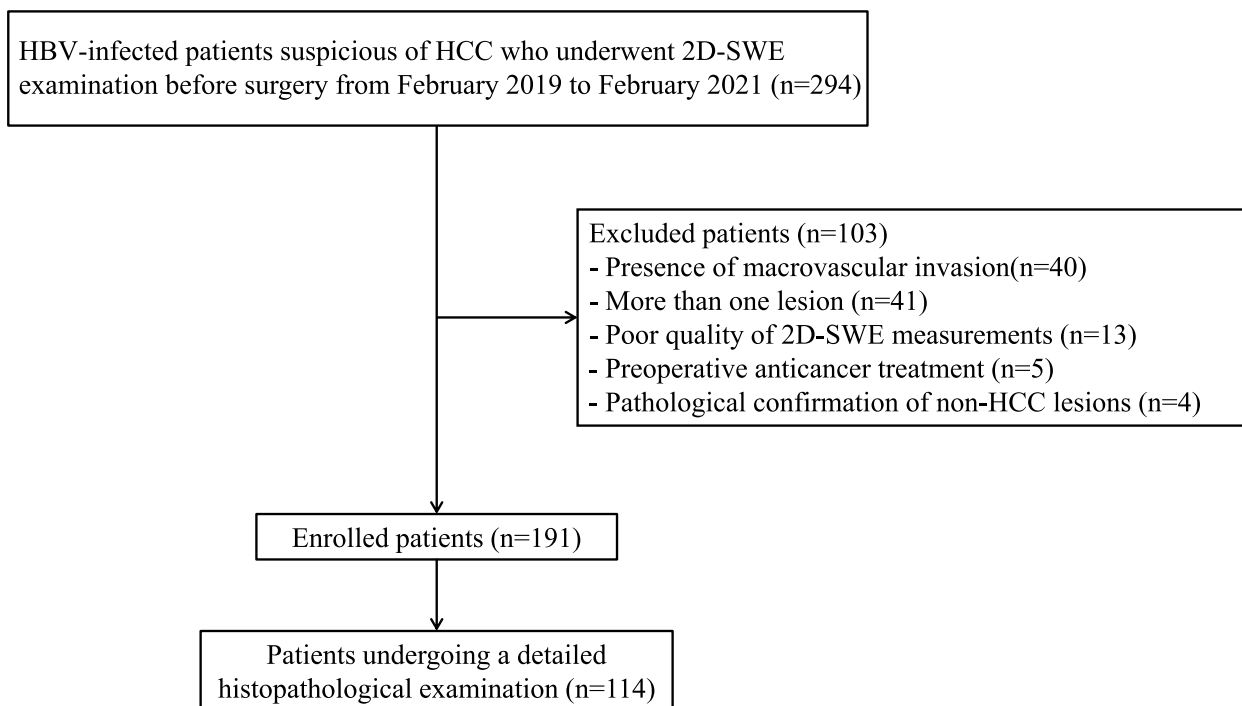 HBV-infected patients suspicious of HCC who underwent 2D-SWE
examination before surgery from February 2019 to February 2021 (n=294)
Excluded patients (n=103)
- Presence of macrovascular invasion(n=40)
- More than one lesion (n=41)
- Poor quality of 2D-SWE measurements (n=13)
- Preoperative anticancer treatment (n=5)
- Pathological confirmation of non-HCC lesions (n=4)
Enrolled patients (n=191)
Patients undergoing a detailed
histopathological examination (n=114)